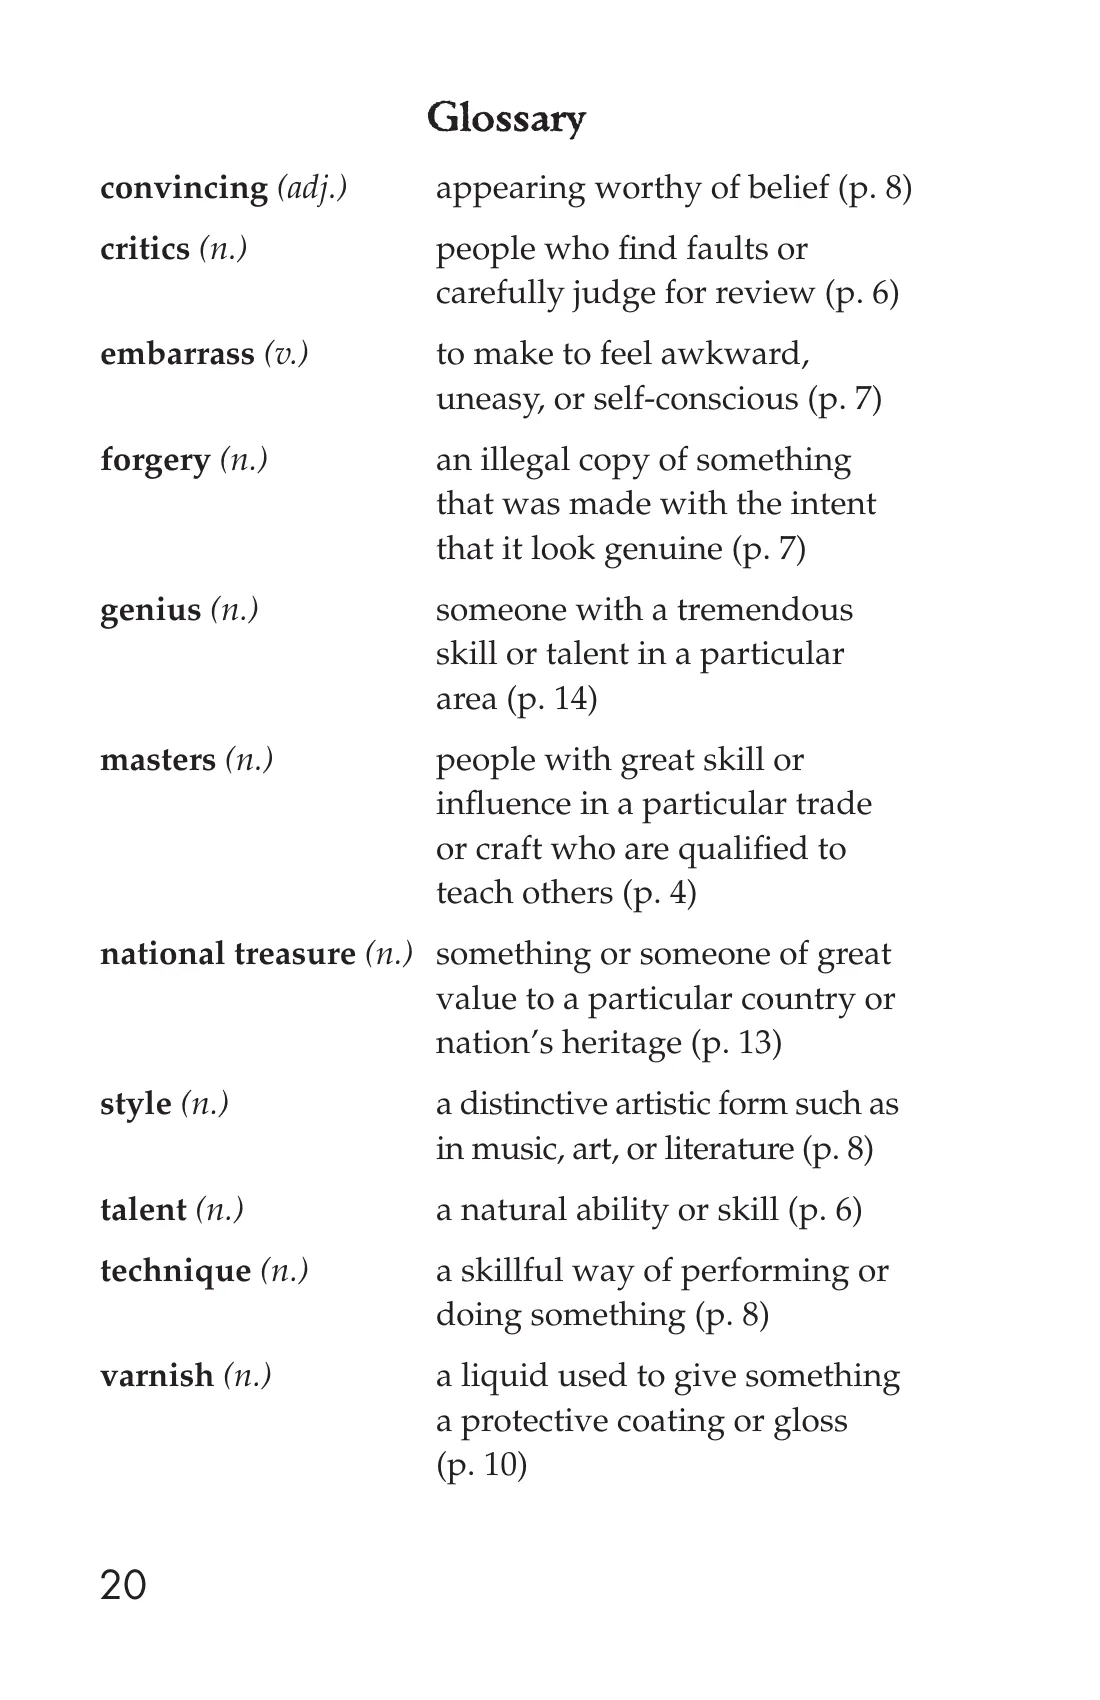 Glossary
convincing (adj.) appearing worthy of belief (p. 8)
critics (n.) people who find faults or
carefully judge for review (p. 6)
embarrass (v.) to make to feel awkward,
uneasy, or self-conscious (p. 7)
forgery (n.) an illegal copy of something
that was made with the intent
that it look genuine (p. 7)
genius (n.) someone with a tremendous
skill or talent in a particular
area (p. 14)
masters (n.) people with great skill or
influence in a particular trade
or craft who are qualified to
teach others (p. 4)
national treasure (n.) something or someone of great
value to a particular country or
nation’s heritage (p. 13)
style (n.) a distinctive artistic form such as
in music, art, or literature (p. 8)
talent (n.) a natural ability or skill (p. 6)
technique (n.) a skillful way of performing or
doing something (p. 8)
varnish (n.) a liquid used to give something
a protective coating or gloss
(p. 10)
20